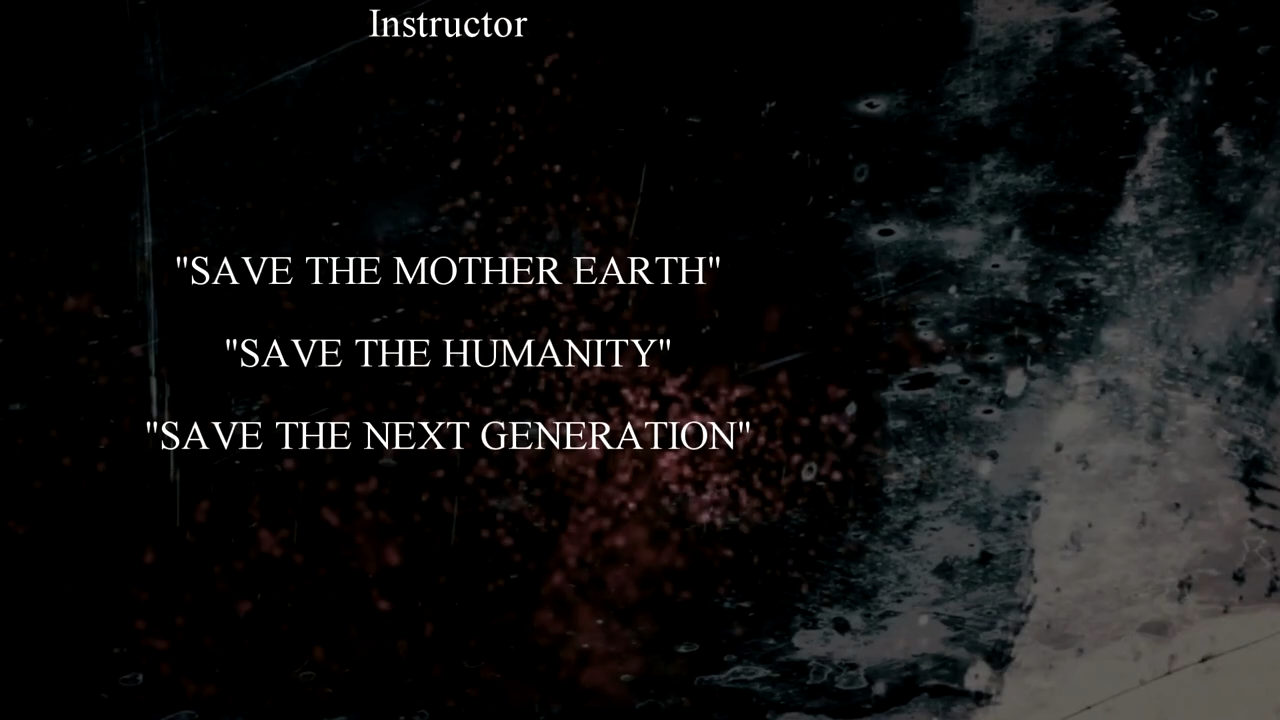 Instructor
"SAVE THE MOTHER EARTH"
"SAVE THE HUMANITY"
"SAVE THE NEXT GENERATION"